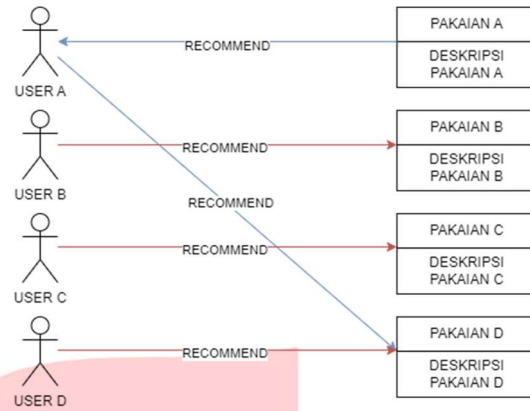 PAKAIAN A
RECOMMEND
DESKRIPSI
PAKAIAN A
USER A
PAKAIAN B
RECOMMEND
DESKRIPSI
PAKAIAN B
USER B
RECOMMEND
PAKAIAN C
RECOMMEND
DESKRIPSI
PAKAIAN C
USER C
PAKAIAN D
RECOMMEND
DESKRIPSI
PAKAIAN D
USER D